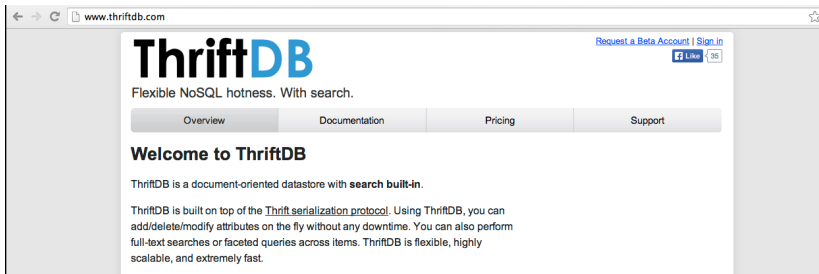 www.thriftdb.com
Request a Beta Account | Sign in
ThriftDB
Like 35
Flexible NoSQL hotness. With search.
Overview Documentation Pricing Support
Welcome to ThriftDB
ThriftDB is a document-oriented datastore with search built-in.
ThriftDB is built on top of the Thrift serialization protocol. Using ThriftDB, you can
add/delete/modify attributes on the fly without any downtime. You can also perform
full-text searches or faceted queries across items. ThriftDB is flexible, highly
scalable, and extremely fast.